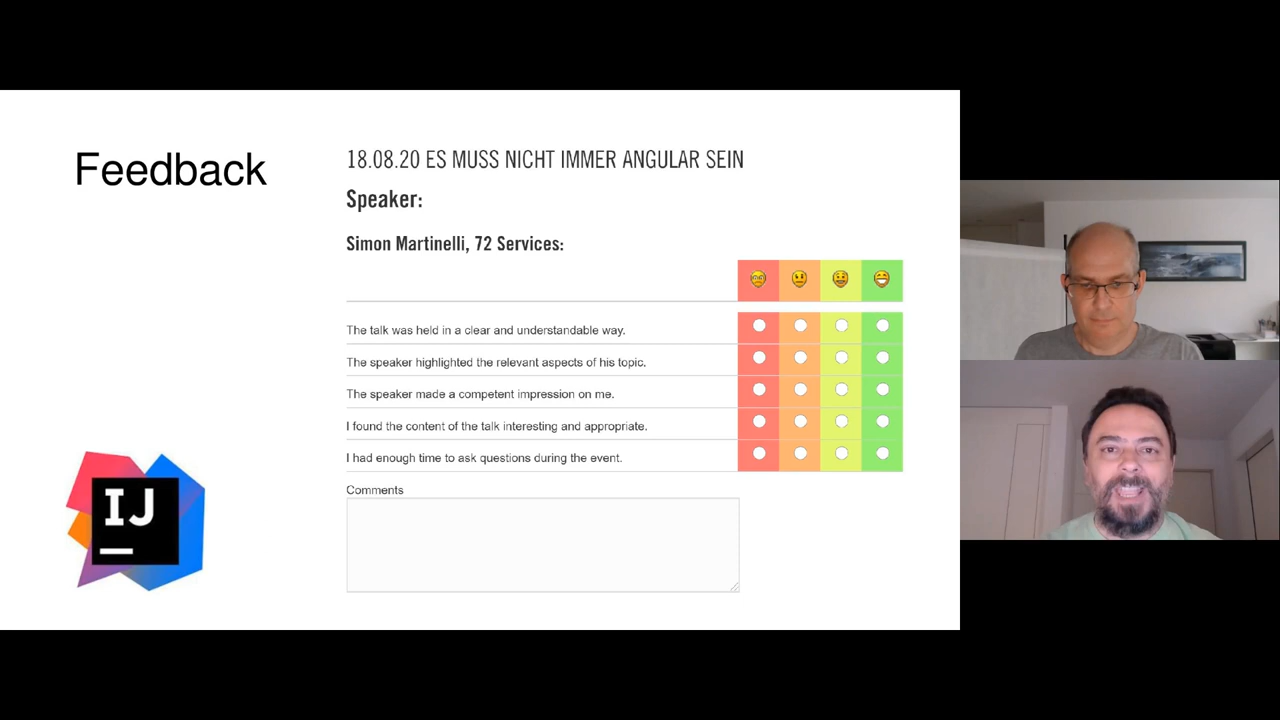 Feedback
18.08.20 ES MUSS NICHT IMMER ANGULAR SEIN
Speaker:
Simon Martinelli, 72 Services:
The talk was held in a clear and understandable way.
The speaker highlighted the relevant aspects of his topic.
The speaker made a competent impression on me.
I found the content of the talk interesting and appropriate.
I had enough time to ask questions during the event.
Comments
IJ